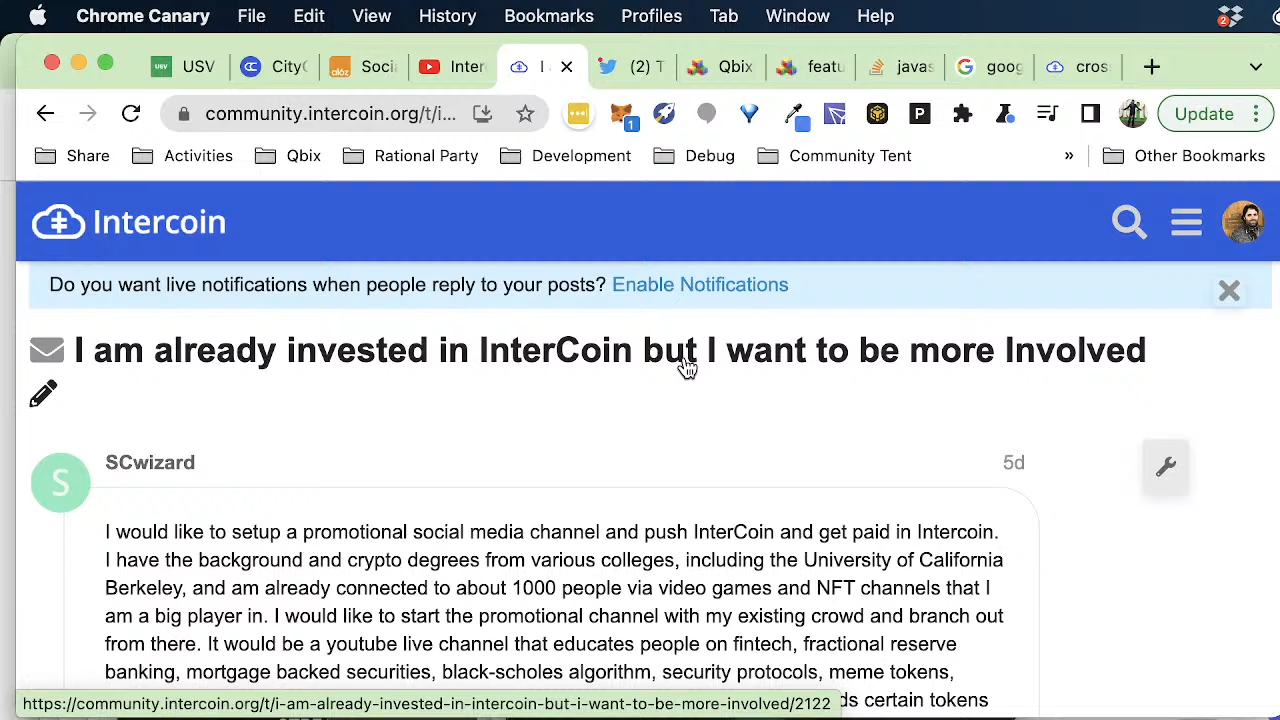 Chrome Canary File Edit View History Bookmarks Profiles Tab Window Help 2
USV USV CityC alöz Socia Inter I a (2) T Qbix featu javas G goog cros
community.intercoin.org/t/i... 1 P Update
Share Activities Qbix Rational Party Development Debug Community Tent » Other Bookmarks
Intercoin
Do you want live notifications when people reply to your posts? Enable Notifications
I am already invested in InterCoin but I want to be more Involved
SCwizard 5d
S
I would like to setup a promotional social media channel and push InterCoin and get paid in Intercoin.
I have the background and crypto degrees from various colleges, including the University of California
Berkeley, and am already connected to about 1000 people via video games and NFT channels that I
am a big player in. I would like to start the promotional channel with my existing crowd and branch out
from there. It would be a youtube live channel that educates people on fintech, fractional reserve
banking, mortgage backed securities, black-scholes algorithm, security protocols, meme tokens,
ds certain tokens
https://community.intercoin.org/t/i-am-already-invested-in-intercoin-but-i-want-to-be-more-involved/2122